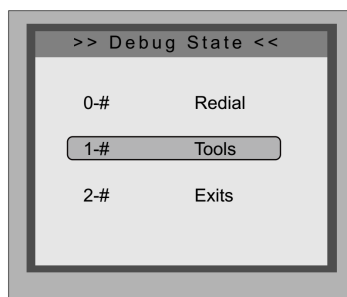 >> Debug State <<
0-# Redial
1-# Tools
2-# Exits